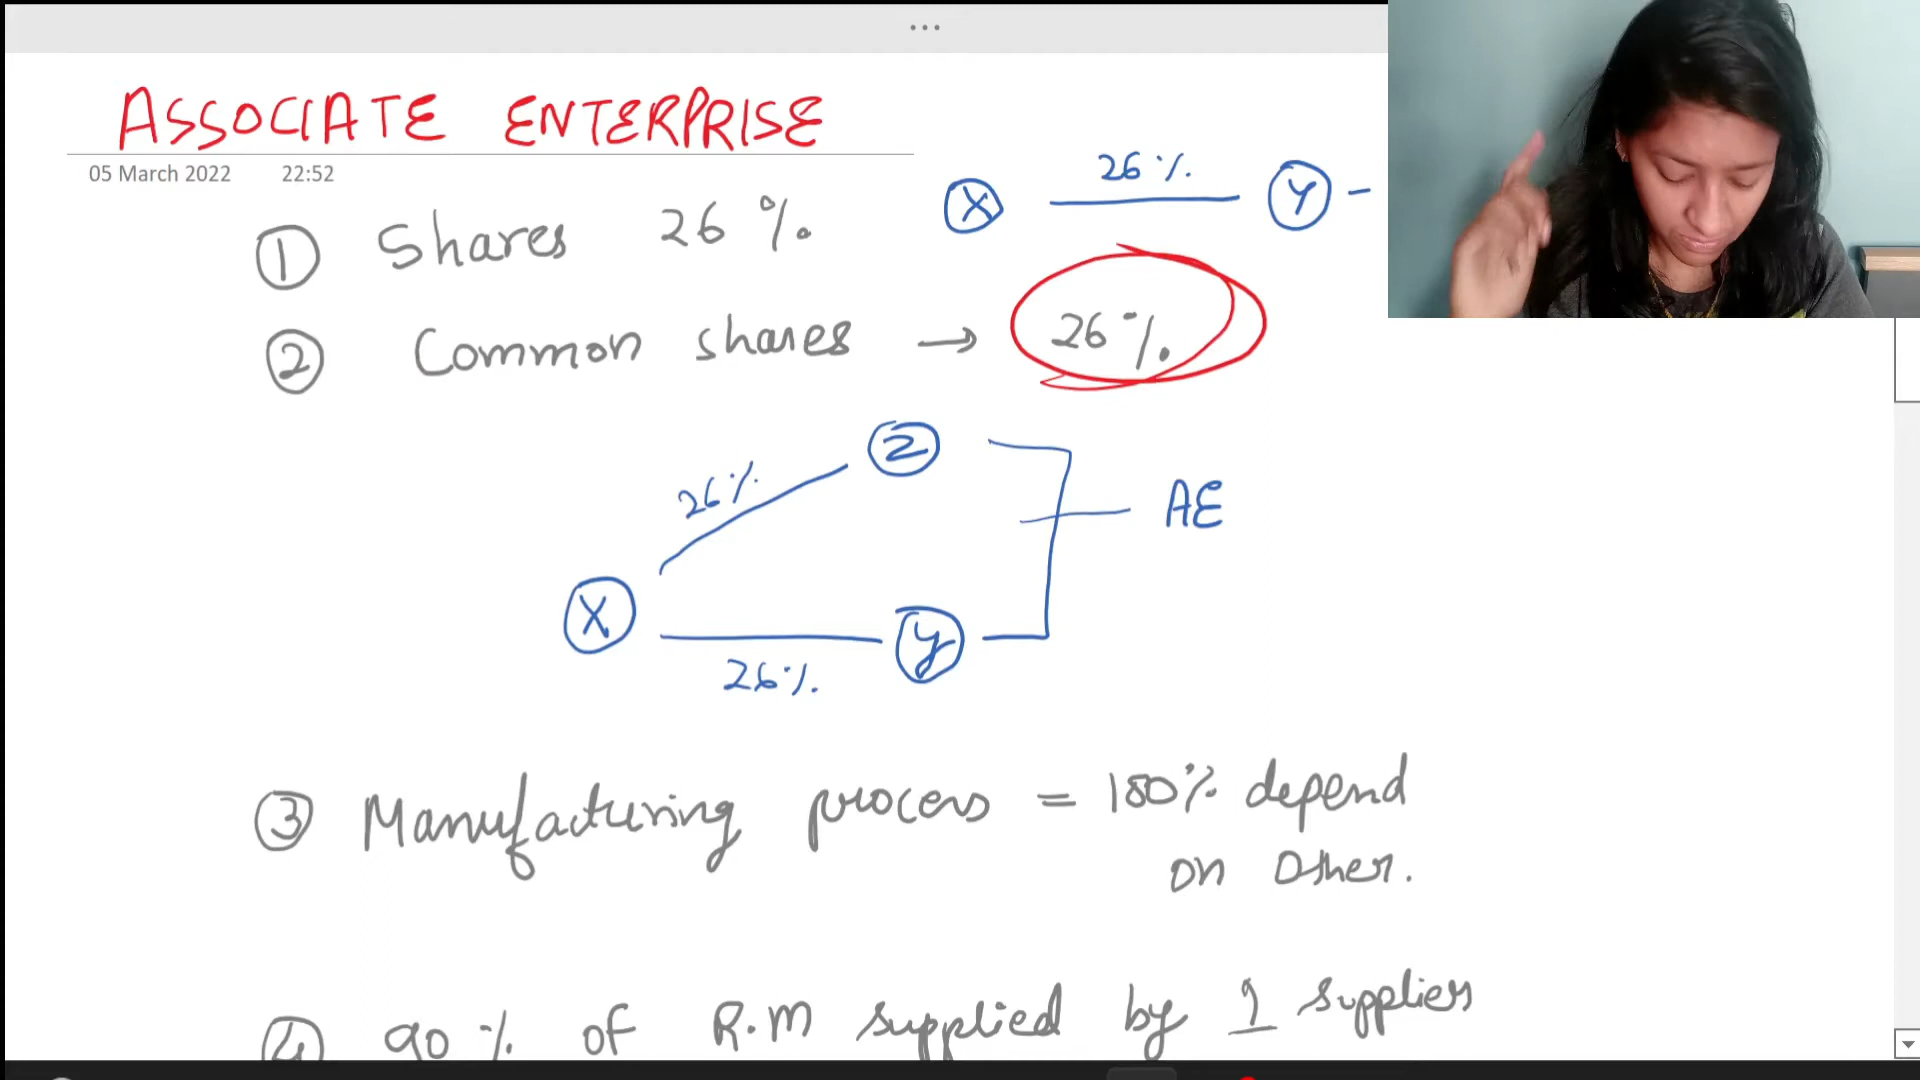 ...
ASSOCIATE ENTERPRISE
05 March 2022 22:52
X 26% Y -
① Shares 26%.
② Common shares → 26%.
26% Z
AE
X
26% y
③ Manufacturing process = 100% depend
on Other.
④ 90% of R.M supplied by 1 suppliers